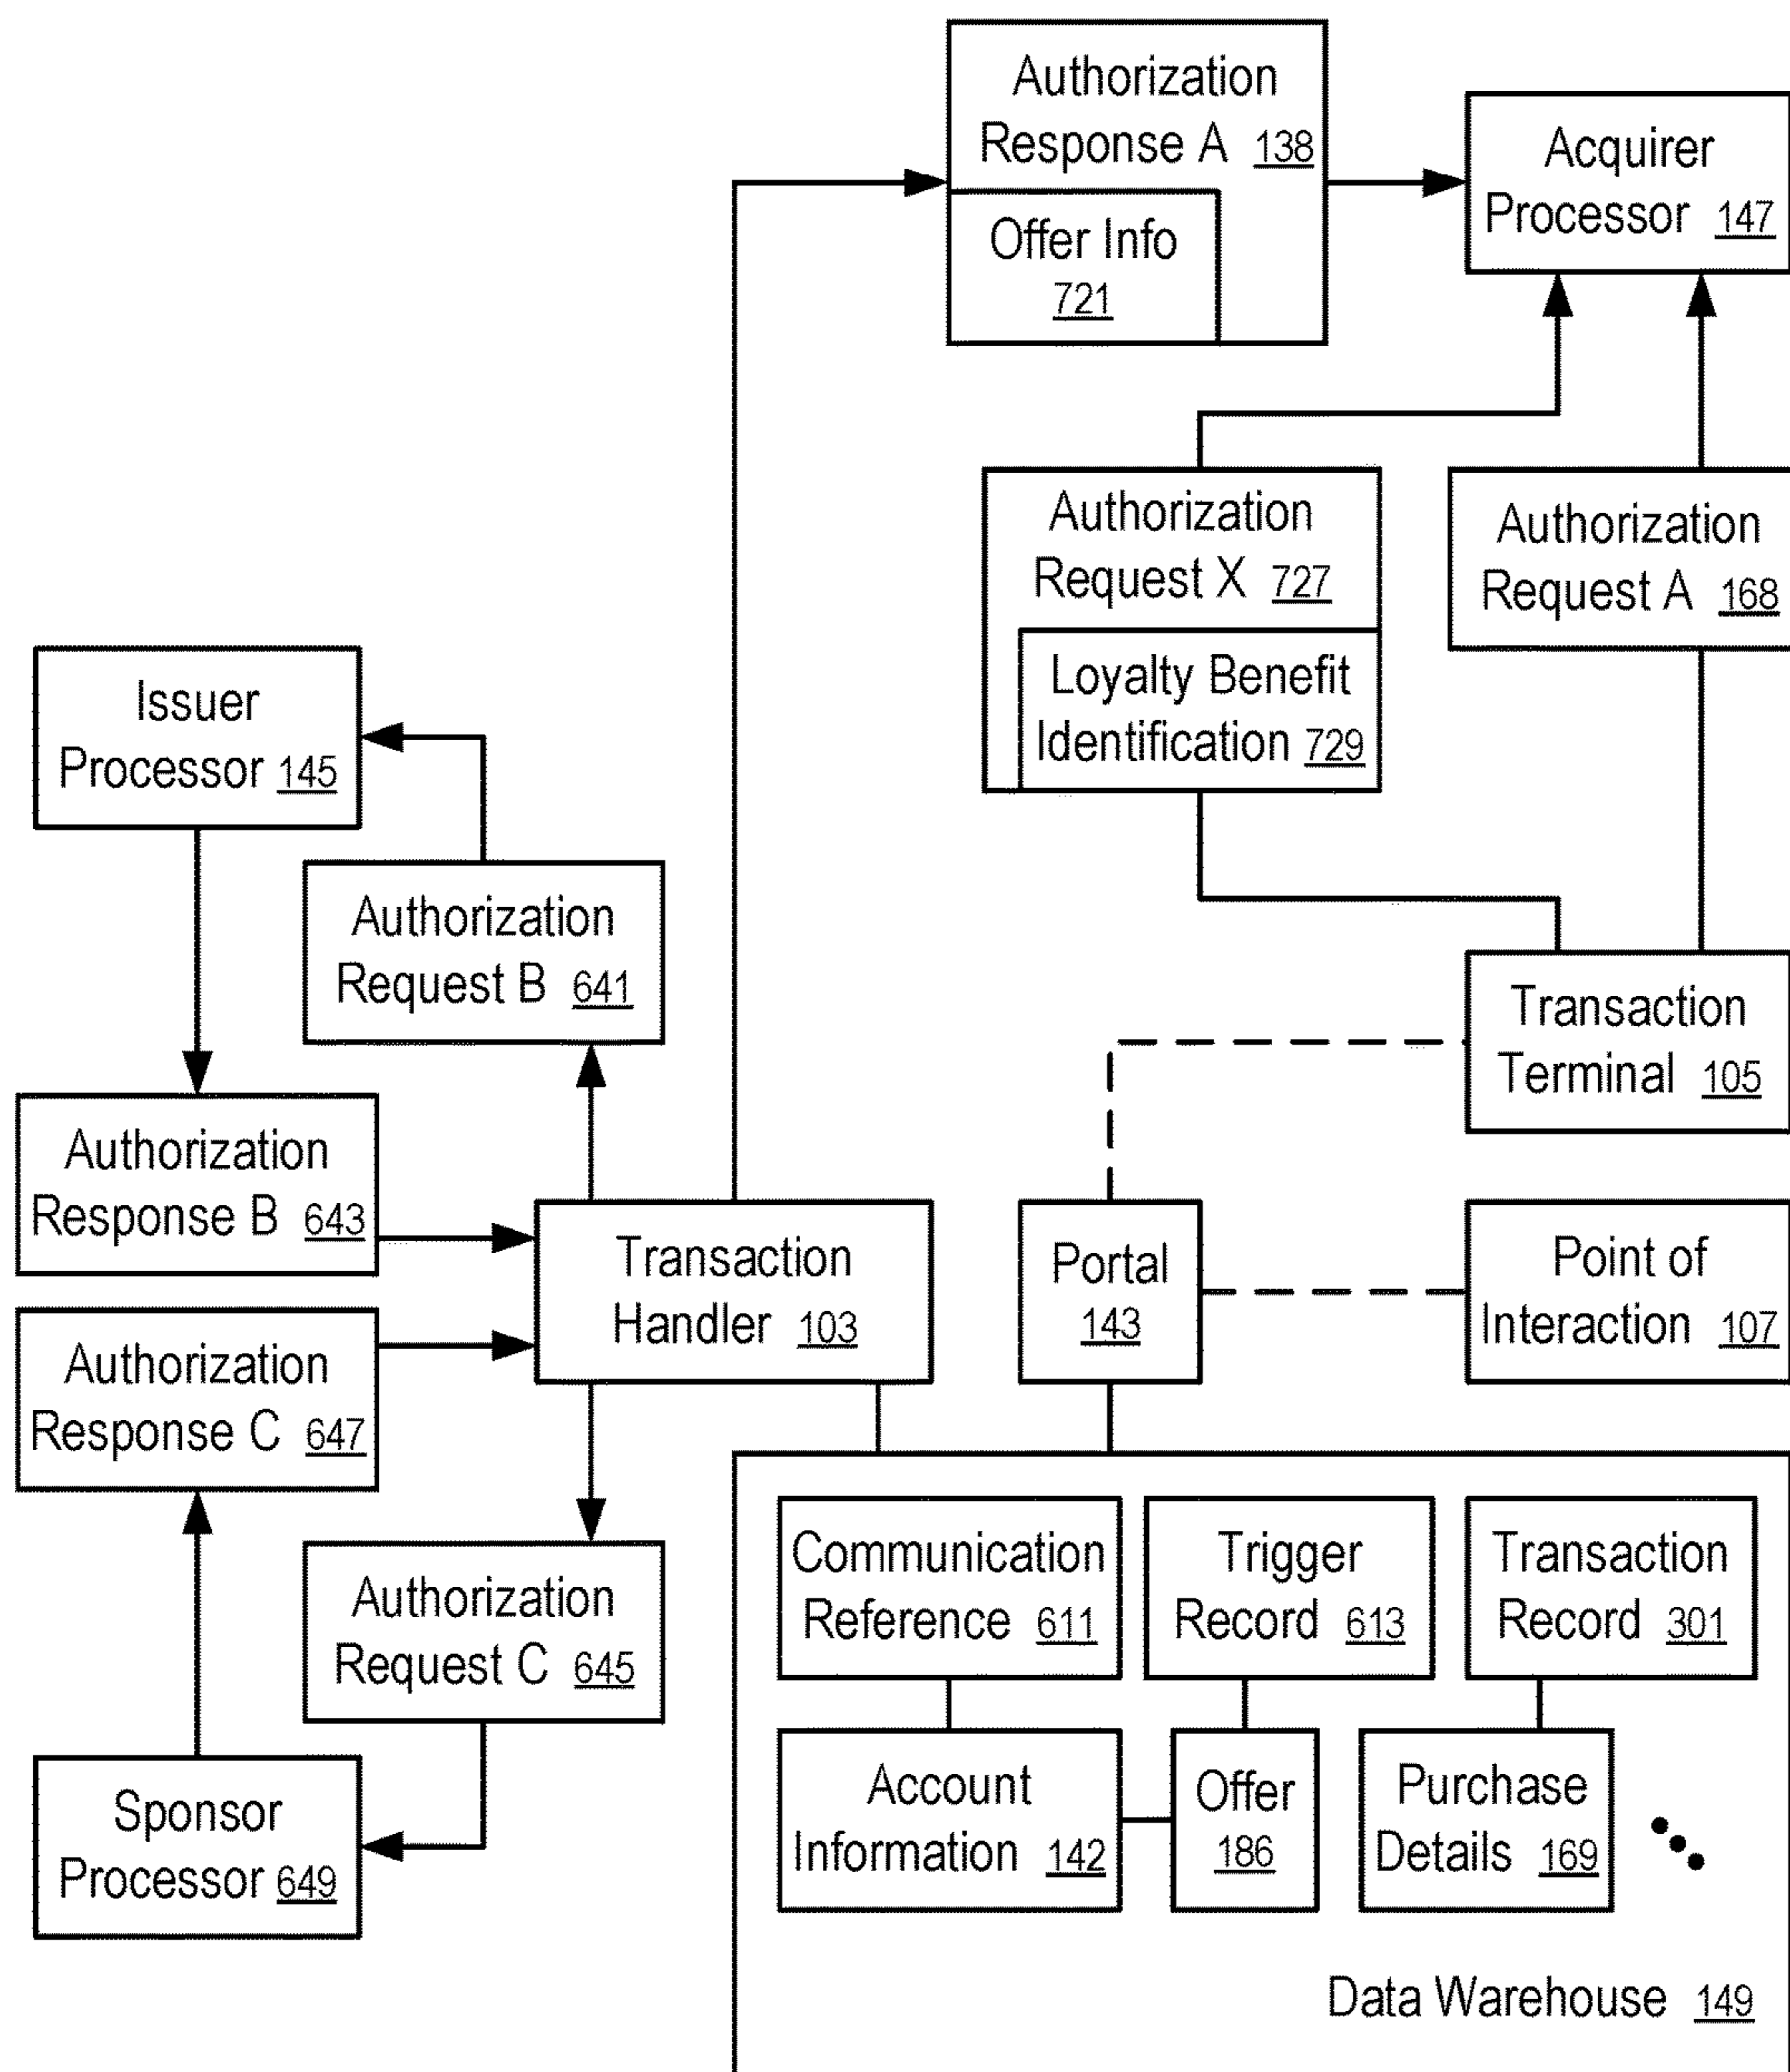 Authorization
Response A 138
Offer Info
721
Acquirer
Processor 147
Authorization
Request X 727
Loyalty Benefit
Identification 729
Authorization
Request A 168
Issuer
Processor 145
Authorization
Request B 641
Transaction
Terminal 105
Authorization
Response B 643
Transaction
Handler 103
Portal
143
Point of
Interaction 107
Authorization
Response C 647
Authorization
Request C 645
Sponsor
Processor 649
Communication
Reference 611
Trigger
Record 613
Transaction
Record 301
Account
Information 142
Offer
186
Purchase
Details 169
Data Warehouse 149